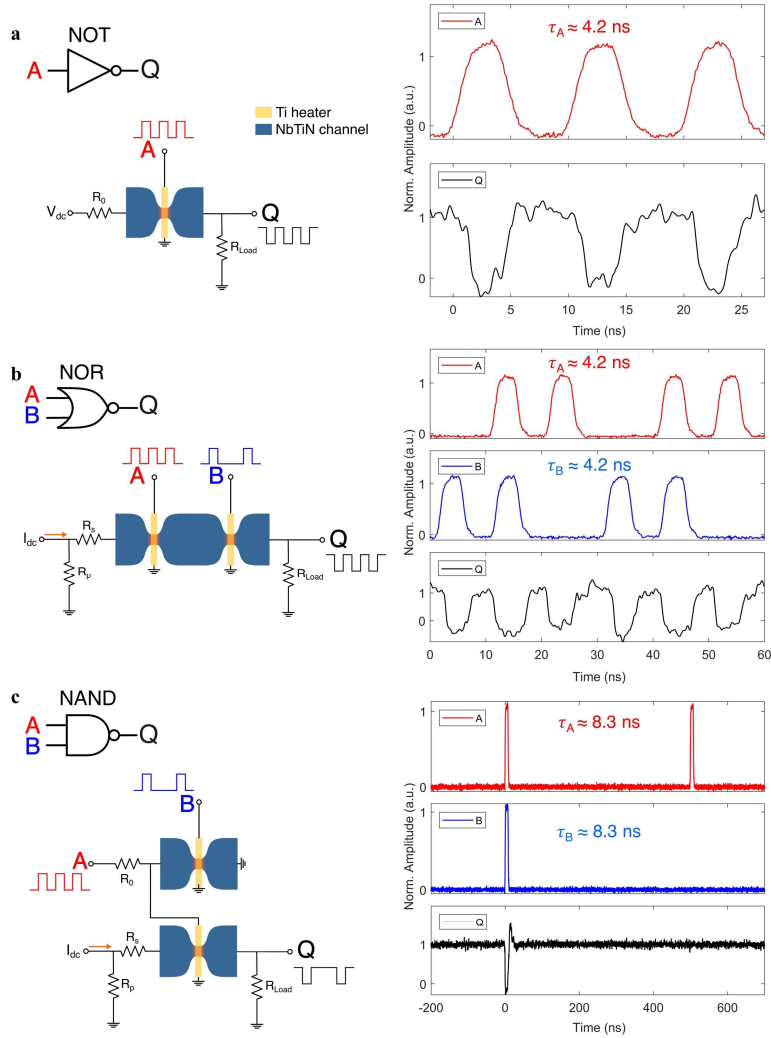 a
NOT
A
Q
Ti heater
NbTiN channel
A
V_dc
R_0
Q
R_Load
Norm. Amplitude (a.u.)
A
τ_A ≈ 4.2 ns
1
0
Q
1
0
0 5 10 15 20 25
Time (ns)
b
NOR
A
B
Q
A
B
I_dc
R_s
R_p
Q
R_Load
Norm. Amplitude (a.u.)
A
τ_A ≈ 4.2 ns
1
0
B
τ_B ≈ 4.2 ns
1
0
Q
1
0
0 10 20 30 40 50 60
Time (ns)
c
NAND
A
B
Q
B
A
R_0
I_dc
R_s
R_p
Q
R_Load
Norm. Amplitude (a.u.)
A
τ_A ≈ 8.3 ns
1
0
B
τ_B ≈ 8.3 ns
1
0
Q
1
0
-200 0 200 400 600
Time (ns)